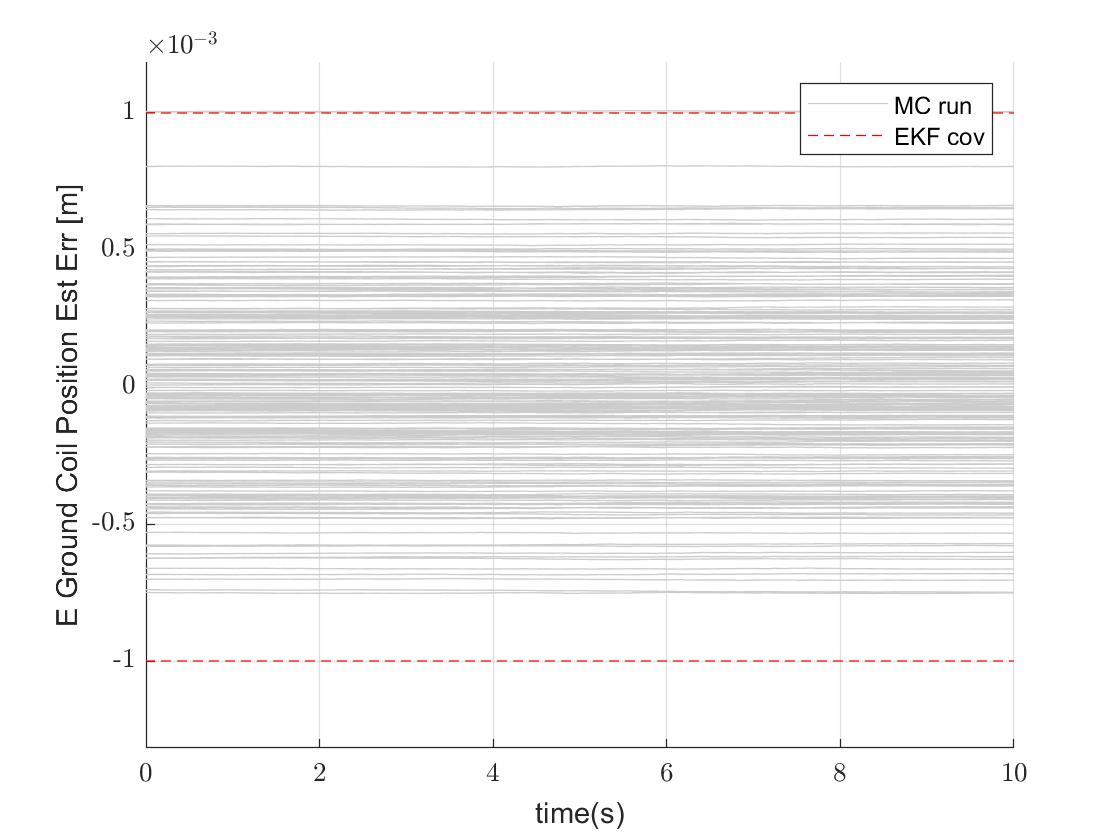 ×10⁻³
1
0.5
0
-0.5
-1
E Ground Coil Position Est Err [m]
MC run
EKF cov
0 2 4 6 8 10
time(s)